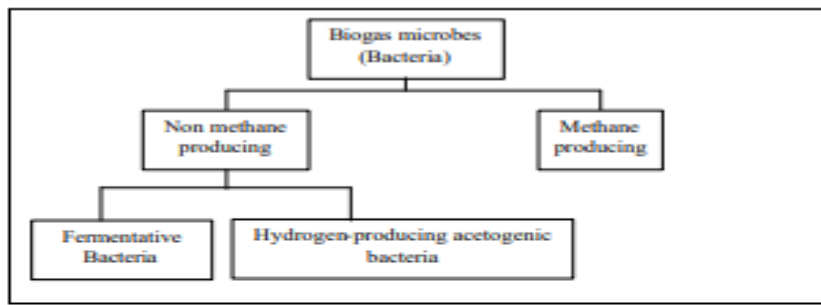 Biogas microbes
(Bacteria)
Non methane
producing
Methane
producing
Fermentative
Bacteria
Hydrogen-producing acetogenic
bacteria